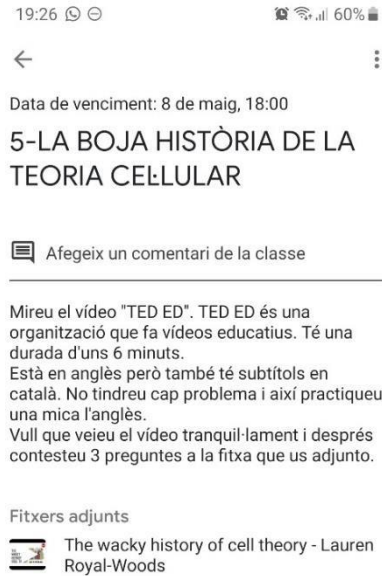 19:26 60%
Data de venciment: 8 de maig, 18:00
5-LA BOJA HISTÒRIA DE LA
TEORIA CEL·LULAR
Afegeix un comentari de la classe
Mireu el vídeo "TED ED". TED ED és una
organització que fa vídeos educatius. Té una
durada d'uns 6 minuts.
Està en anglès però també té subtítols en
català. No tindreu cap problema i així practiqueu
una mica l'anglès.
Vull que veieu el vídeo tranquil·lament i després
contesteu 3 preguntes a la fitxa que us adjunto.
Fitxers adjunts
The wacky history of cell theory - Lauren
Royal-Woods